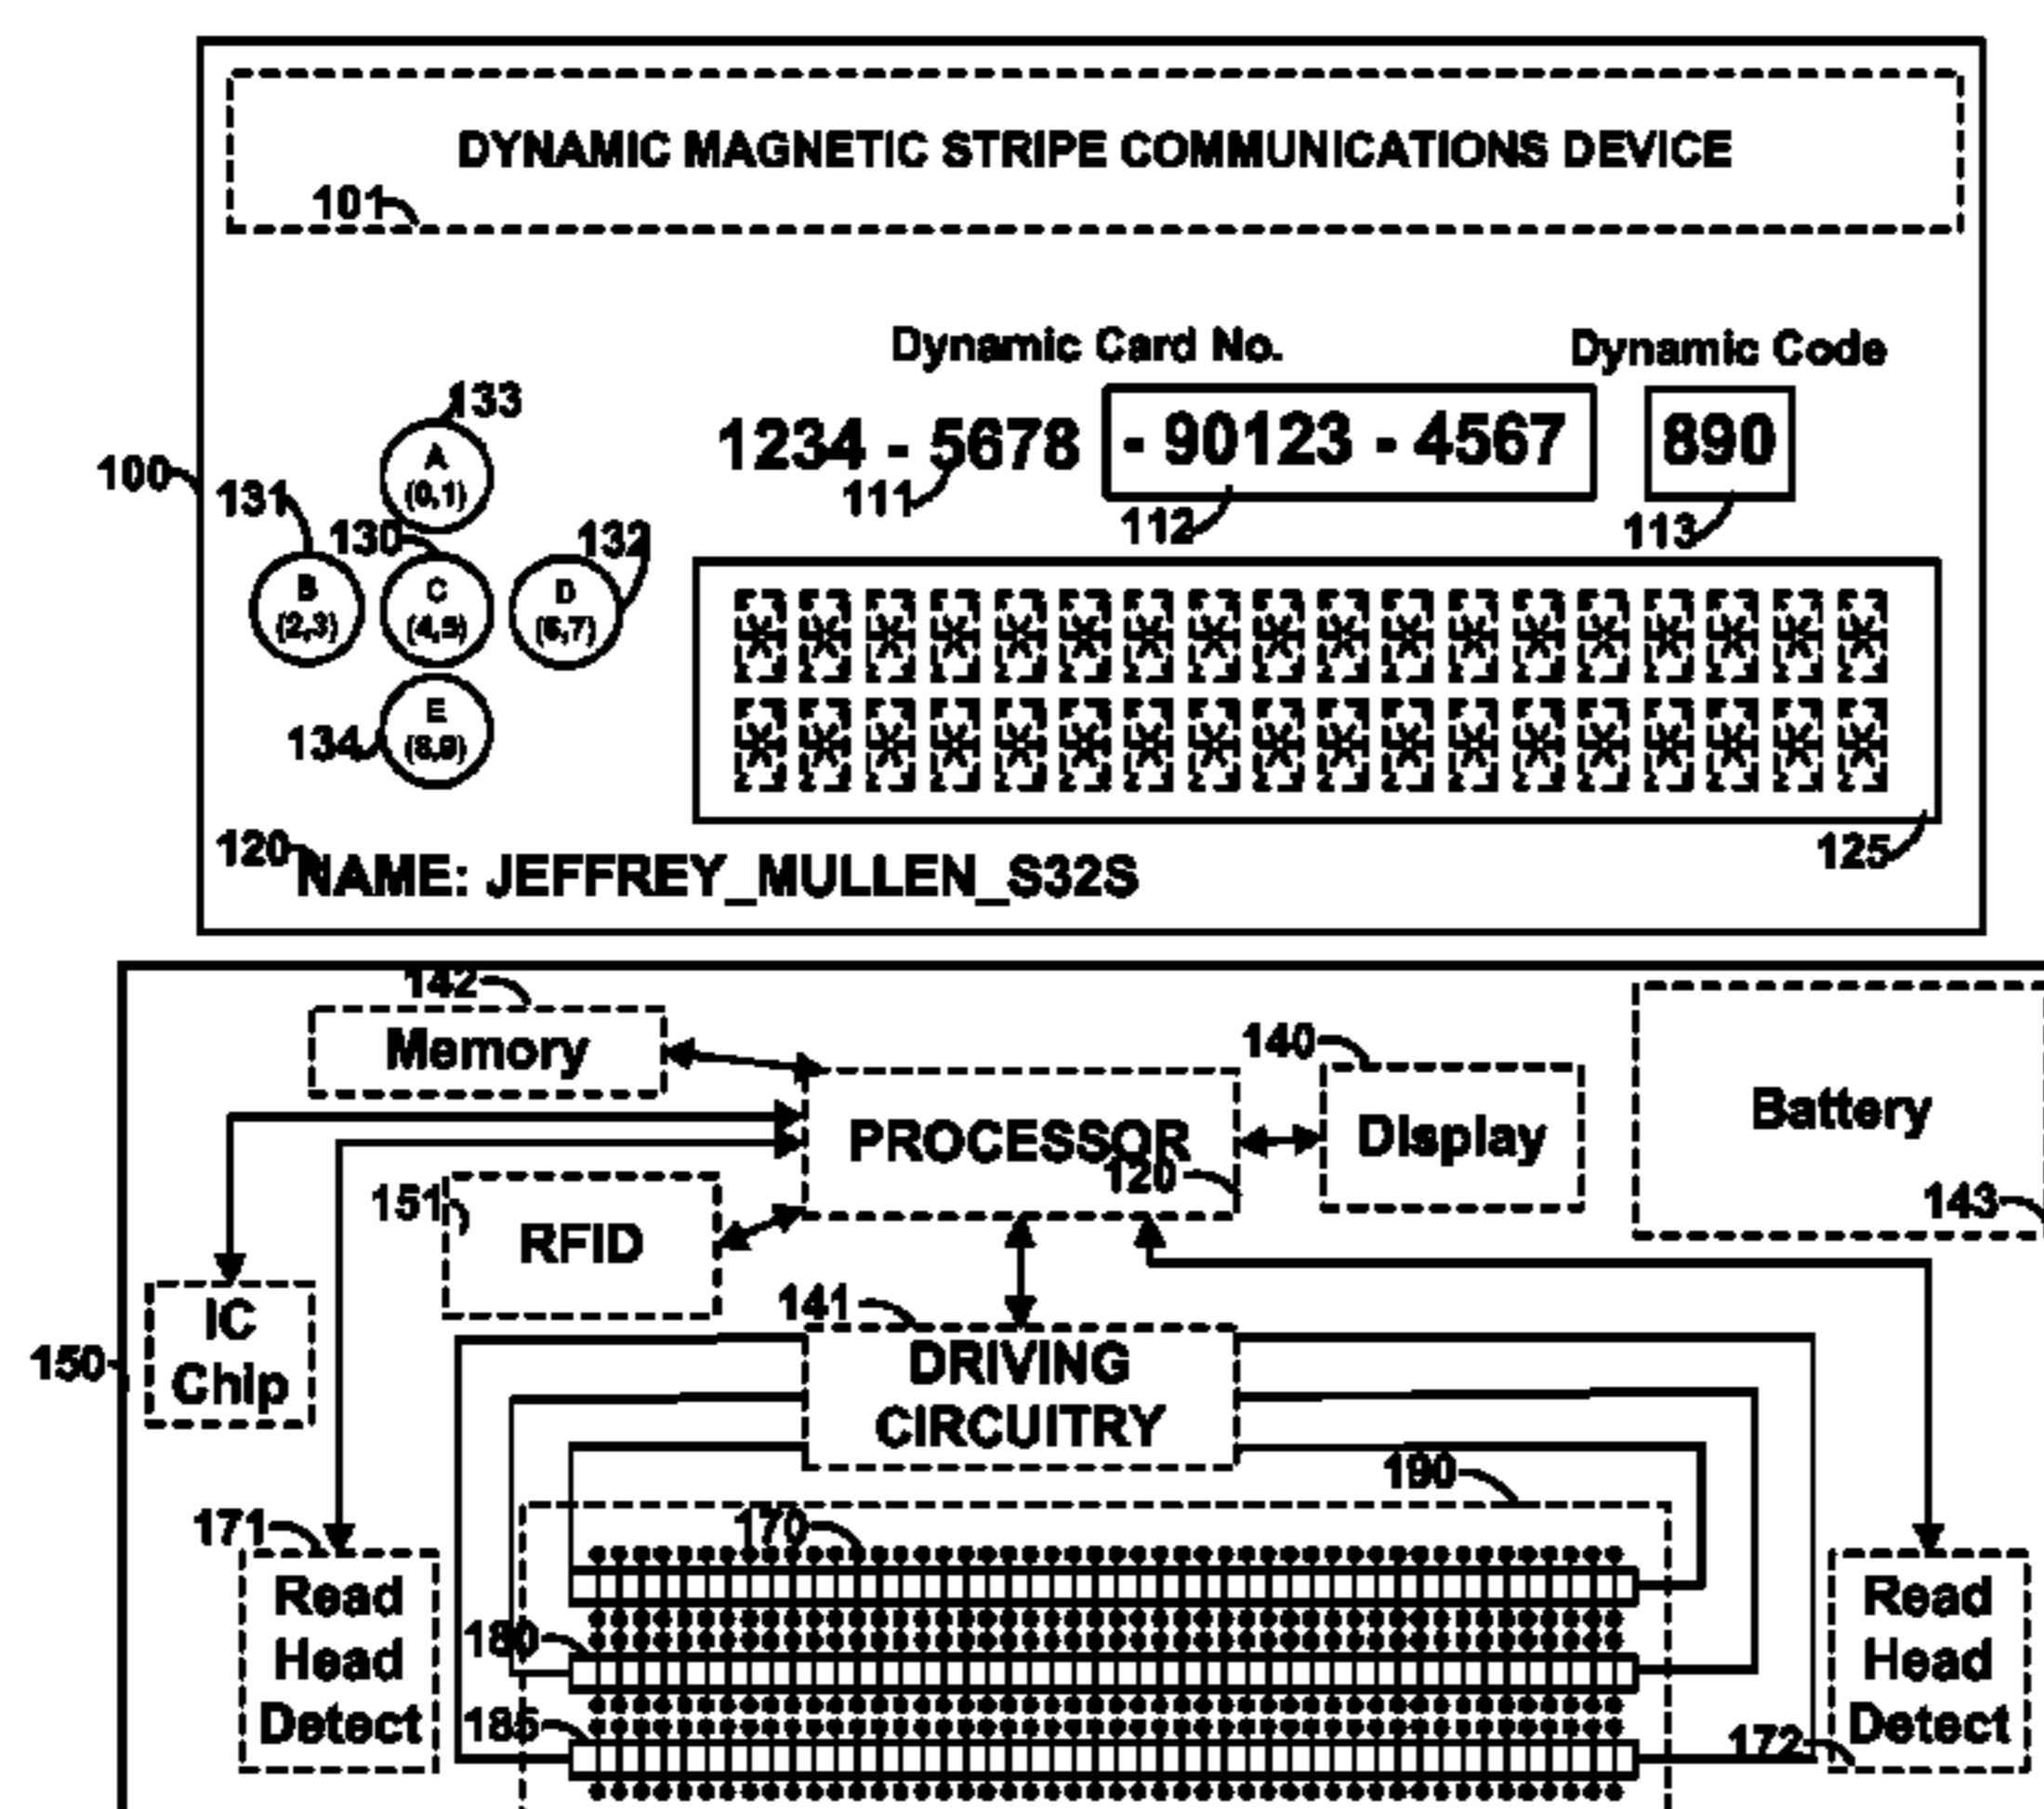 DYNAMIC MAGNETIC STRIPE COMMUNICATIONS DEVICE
101
Dynamic Card No. Dynamic Code
133
A
(0,1)
1234 - 5678 - 90123 - 4567 890
100
131
111
112
113
130
132
B
(2,3)
C
(4,5)
D
(6,7)
E
(8,9)
134
125
120
NAME: JEFFREY_MULLEN_S32S
142
Memory
140
Display
Battery
143
PROCESSOR
120
151
RFID
141
DRIVING
CIRCUITRY
IC
Chip
150
190
170
171
Read
Head
Detect
180
185
172
Read
Head
Detect